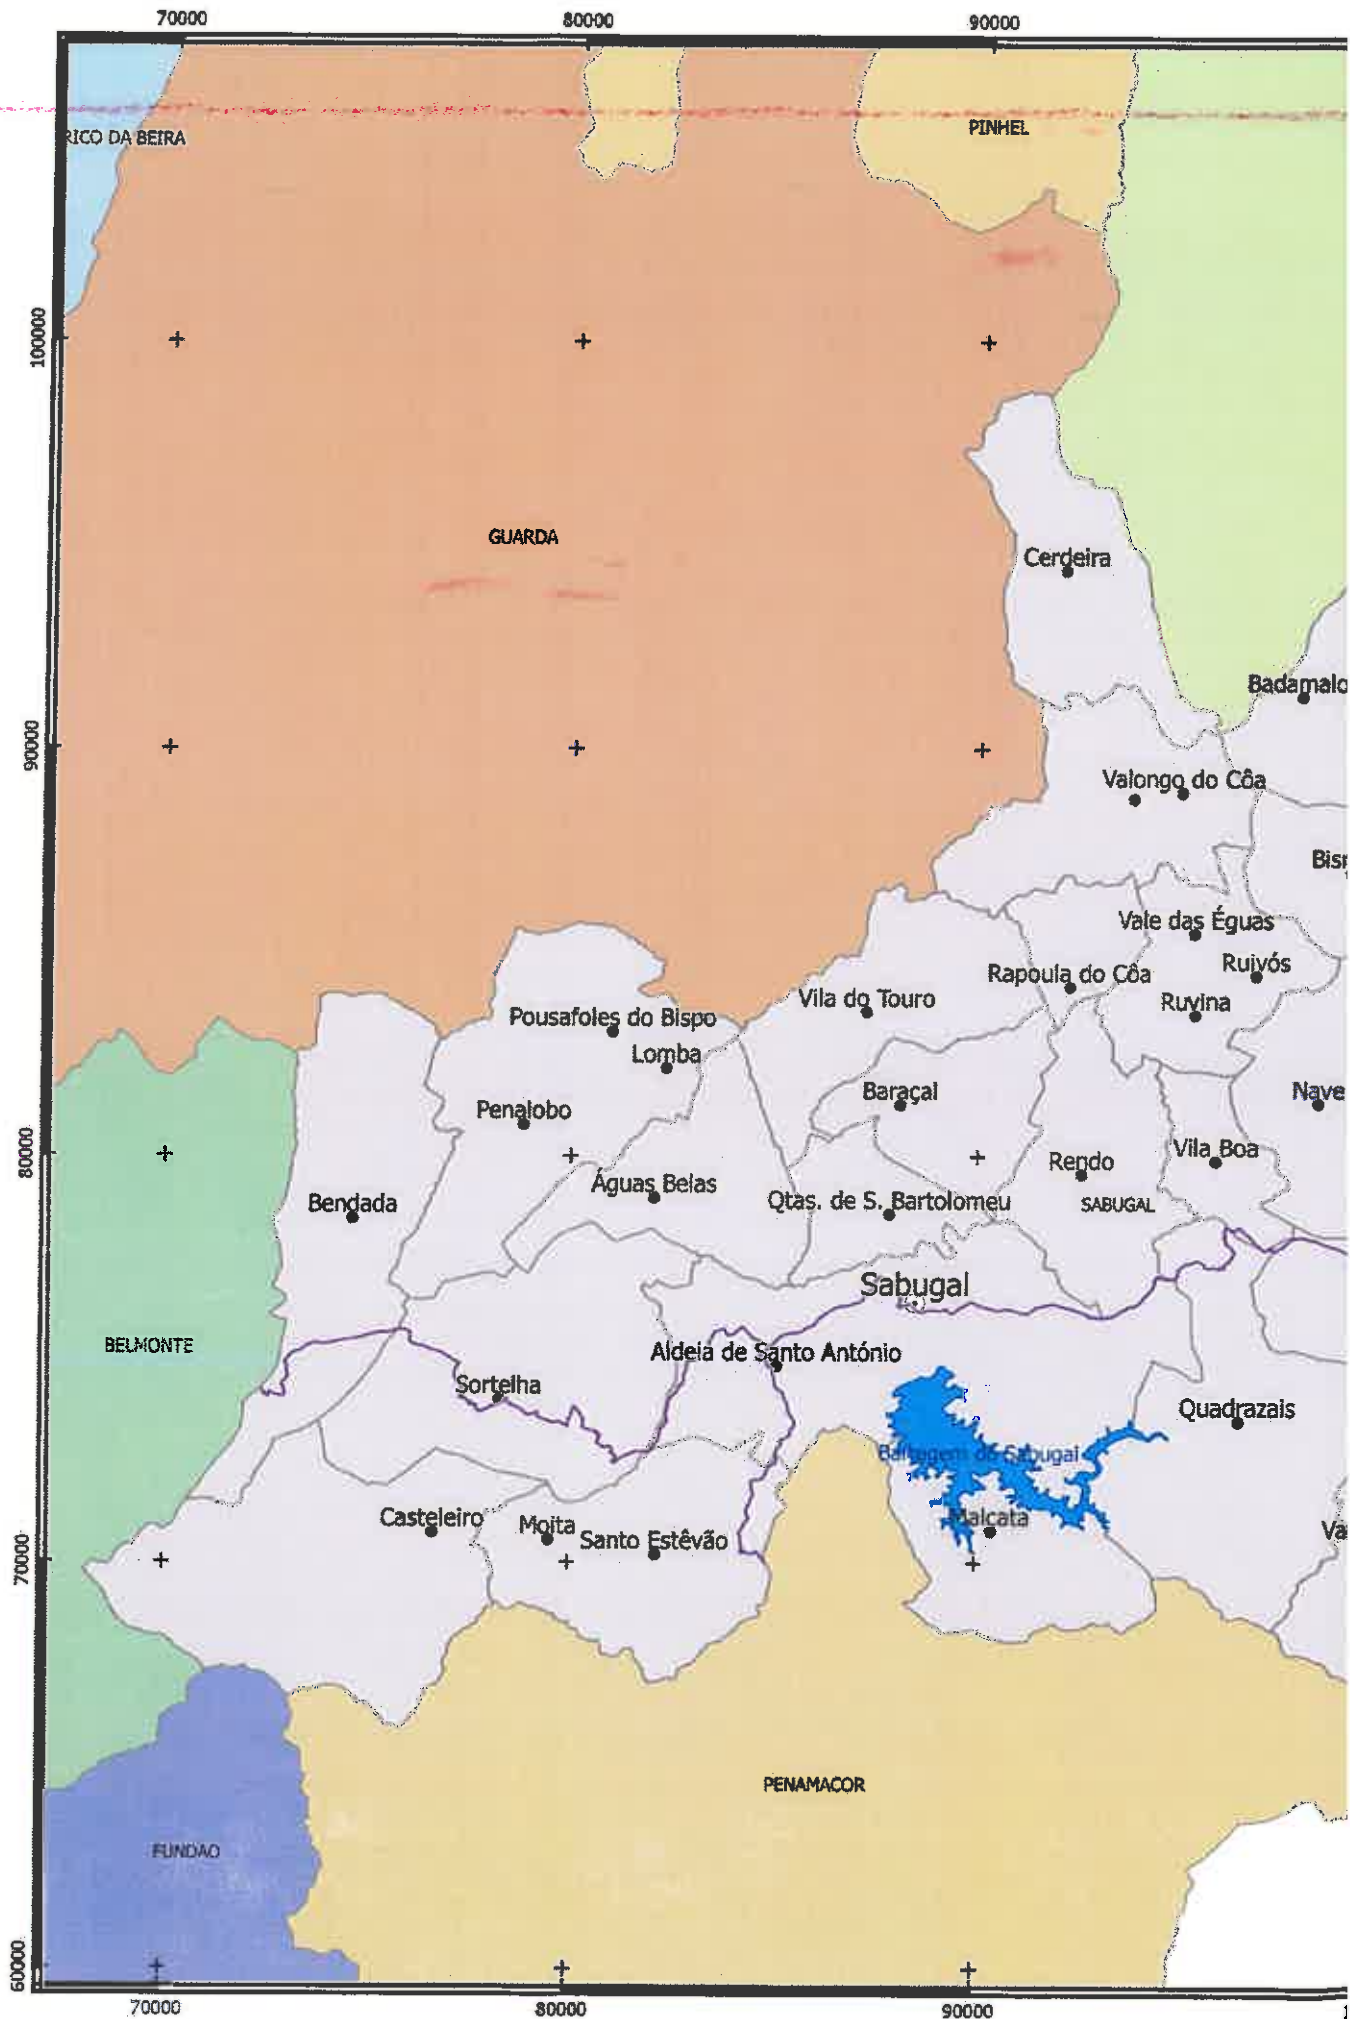 70000
80000
90000
RICO DA BEIRA
PINHEL
100000
GUARDA
Cerdeira
Badamalo
90000
Valongo do Côa
Bisp
Vale das Éguas
Ruivós
Rapoula do Côa
Vila do Touro
Ruvina
Pousafoles do Bispo
Lomba
Baraçal
Nave
Penalobo
80000
Vila Boa
Rendo
Águas Belas
Qtas. de S. Bartolomeu
SABUGAL
Bendada
Sabugal
BELMONTE
Aldeia de Santo António
Sortelha
Quadrazais
Barragem do Sabugal
Casteleiro
Malcata
Moita
Santo Estêvão
Va
70000
PENAMACOR
FUNDAO
60000
70000
80000
90000